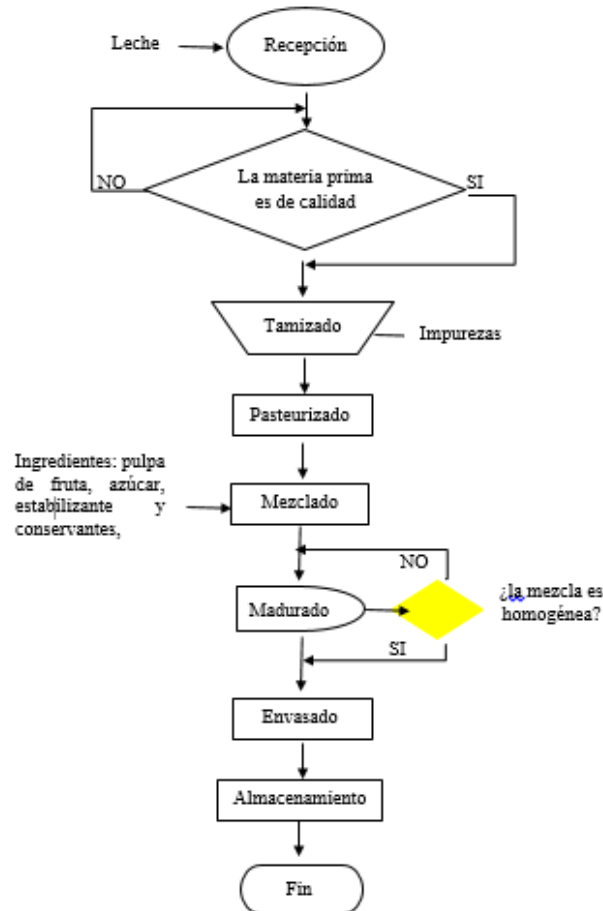 Leche
Recepción
La materia prima
es de calidad
NO
SI
Tamizado
Impurezas
Pasteurizado
Ingredientes: pulpa
de fruta, azúcar,
estabilizante y
conservantes,
Mezclado
NO
Madurado
¿la mezcla es
homogénea?
SI
Envasado
Almacenamiento
Fin